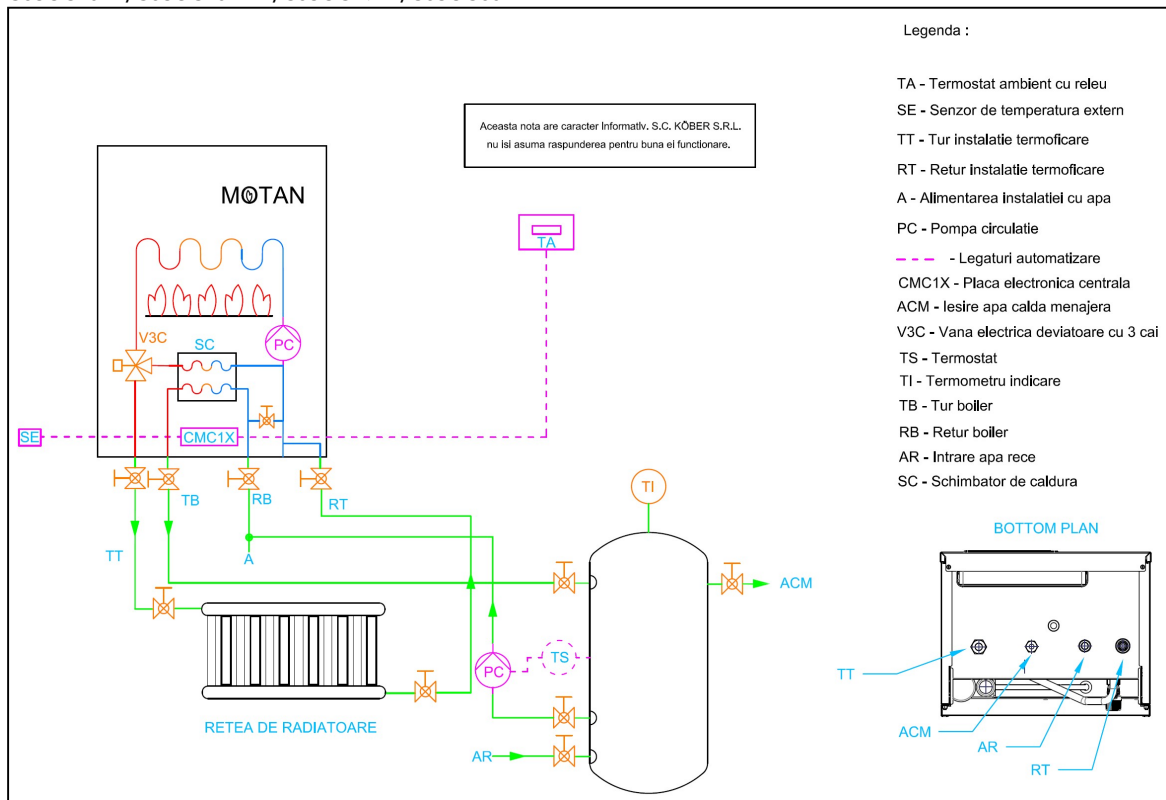 Legenda :
TA - Termostat ambient cu releu
SE - Senzor de temperatura extern
TT - Tur instalatie termoficare
RT - Retur instalatie termoficare
A - Alimentarea instalatiei cu apa
PC - Pompa circulatie
- Legaturi automatizare
CMC1X - Placa electronica centrala
ACM - Iesire apa calda menajera
V3C - Vana electrica deviatoare cu 3 cai
TS - Termostat
TI - Termometru indicare
TB - Tur boiler
RB - Retur boiler
AR - Intrare apa rece
SC - Schimbator de caldura
Aceasta nota are caracter Informativ. S.C. KÖBER S.R.L.
nu isi asuma raspunderea pentru buna ei functionare.
MOTAN
TA
V3C
SC
PC
SE
CMC1X
TB
RB
RT
TI
TT
A
ACM
PC
TS
RETEA DE RADIATOARE
AR
BOTTOM PLAN
TT
ACM
AR
RT